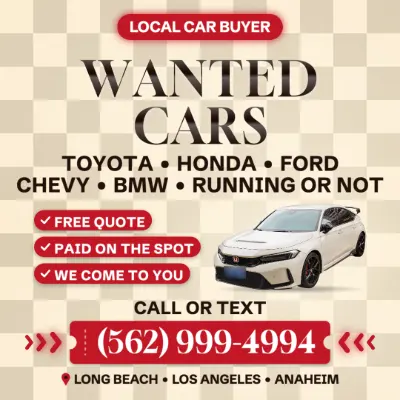 LOCAL CAR BUYER
WANTED
CARS
TOYOTA • HONDA • FORD
CHEVY • BMW • RUNNING OR NOT
FREE QUOTE
PAID ON THE SPOT
WE COME TO YOU
CALL OR TEXT
(562) 999-4994
LONG BEACH • LOS ANGELES • ANAHEIM